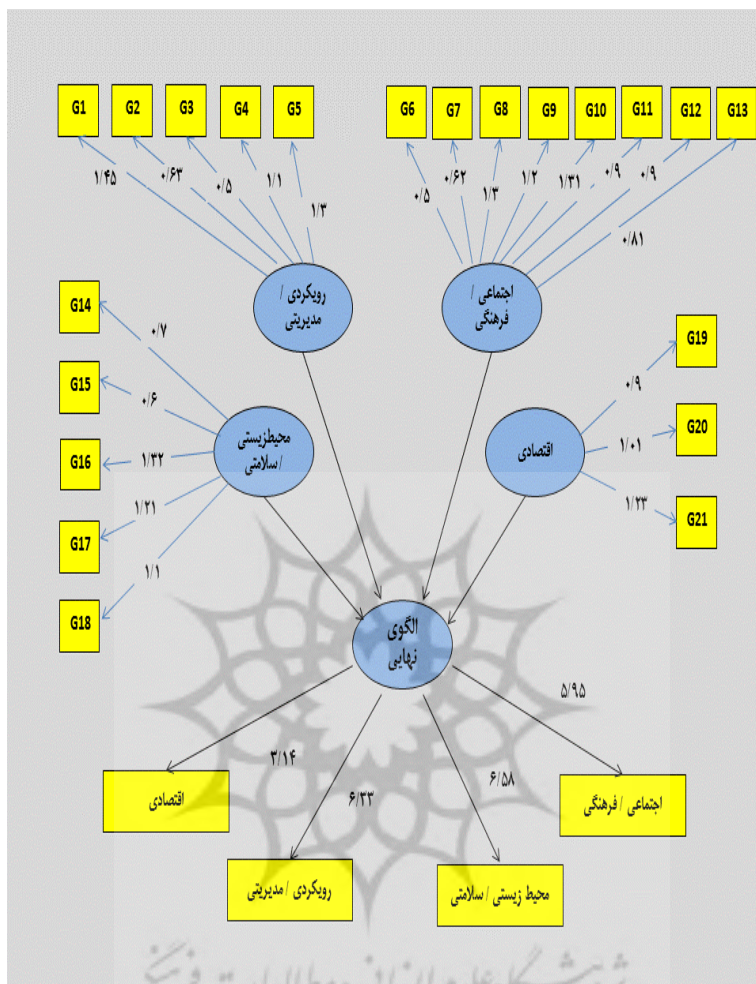 G1 G2 G3 G4 G5 G6 G7 G8 G9 G10 G11 G12 G13
۱/۴۵ ۰/۶۳ ۰/۵ ۱/۱ ۱/۳ ۰/۵ ۰/۶۲ ۱/۳ ۱/۲ ۱/۳۱ ۰/۹ ۰/۹ ۰/۸۱
رویکردی /
مدیریتی
اجتماعی /
فرهنگی
G14
G15
G16
G17
G18
۰/۷
۰/۶
۱/۳۲
۱/۲۱
۱/۱
محیطزیستی
/ سلامتی
اقتصادی
G19
G20
G21
۰/۹
۱/۰۱
۱/۲۳
الگوی
نهایی
۳/۱۴
۶/۳۳
۶/۵۸
۵/۹۵
اقتصادی
رویکردی / مدیریتی
محیط زیستی / سلامتی
اجتماعی / فرهنگی